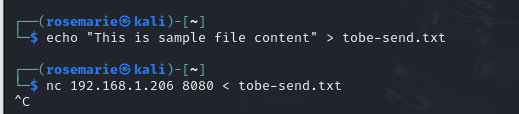 ┌──(rosemarie㉿kali)-[~]
└─$ echo "This is sample file content" > tobe-send.txt
┌──(rosemarie㉿kali)-[~]
└─$ nc 192.168.1.206 8080 < tobe-send.txt
^C